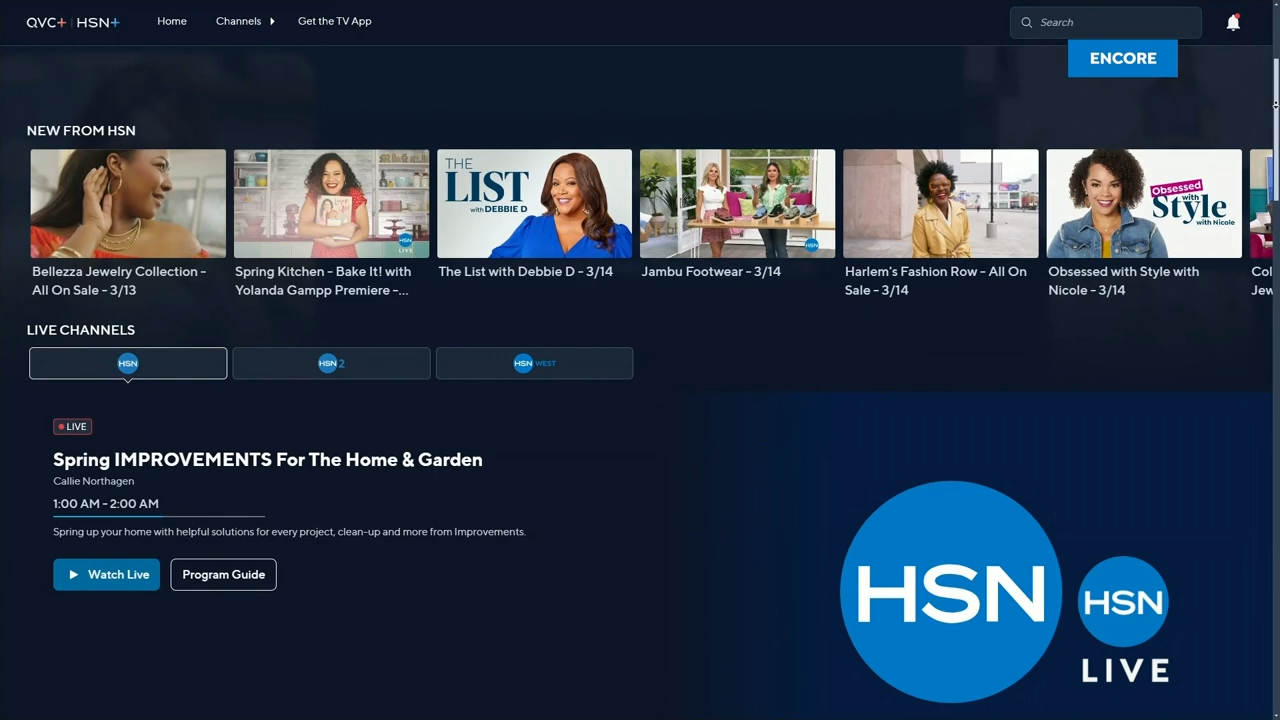 QVC+ | HSN+
Home
Channels
Get the TV App
Search
ENCORE
NEW FROM HSN
HSN
LIVE
THE
LIST
with DEBBIE D
HSN
Obsessed
with
Style
with Nicole
Bellezza Jewelry Collection -
All On Sale - 3/13
Spring Kitchen - Bake It! with
Yolanda Gampp Premiere -...
The List with Debbie D - 3/14
Jambu Footwear - 3/14
Harlem's Fashion Row - All On
Sale - 3/14
Obsessed with Style with
Nicole - 3/14
Col
Jew
LIVE CHANNELS
HSN
HSN 2
HSN WEST
LIVE
Spring IMPROVEMENTS For The Home & Garden
Callie Northagen
1:00 AM - 2:00 AM
Spring up your home with helpful solutions for every project, clean-up and more from Improvements.
Watch Live
Program Guide
HSN
HSN
LIVE